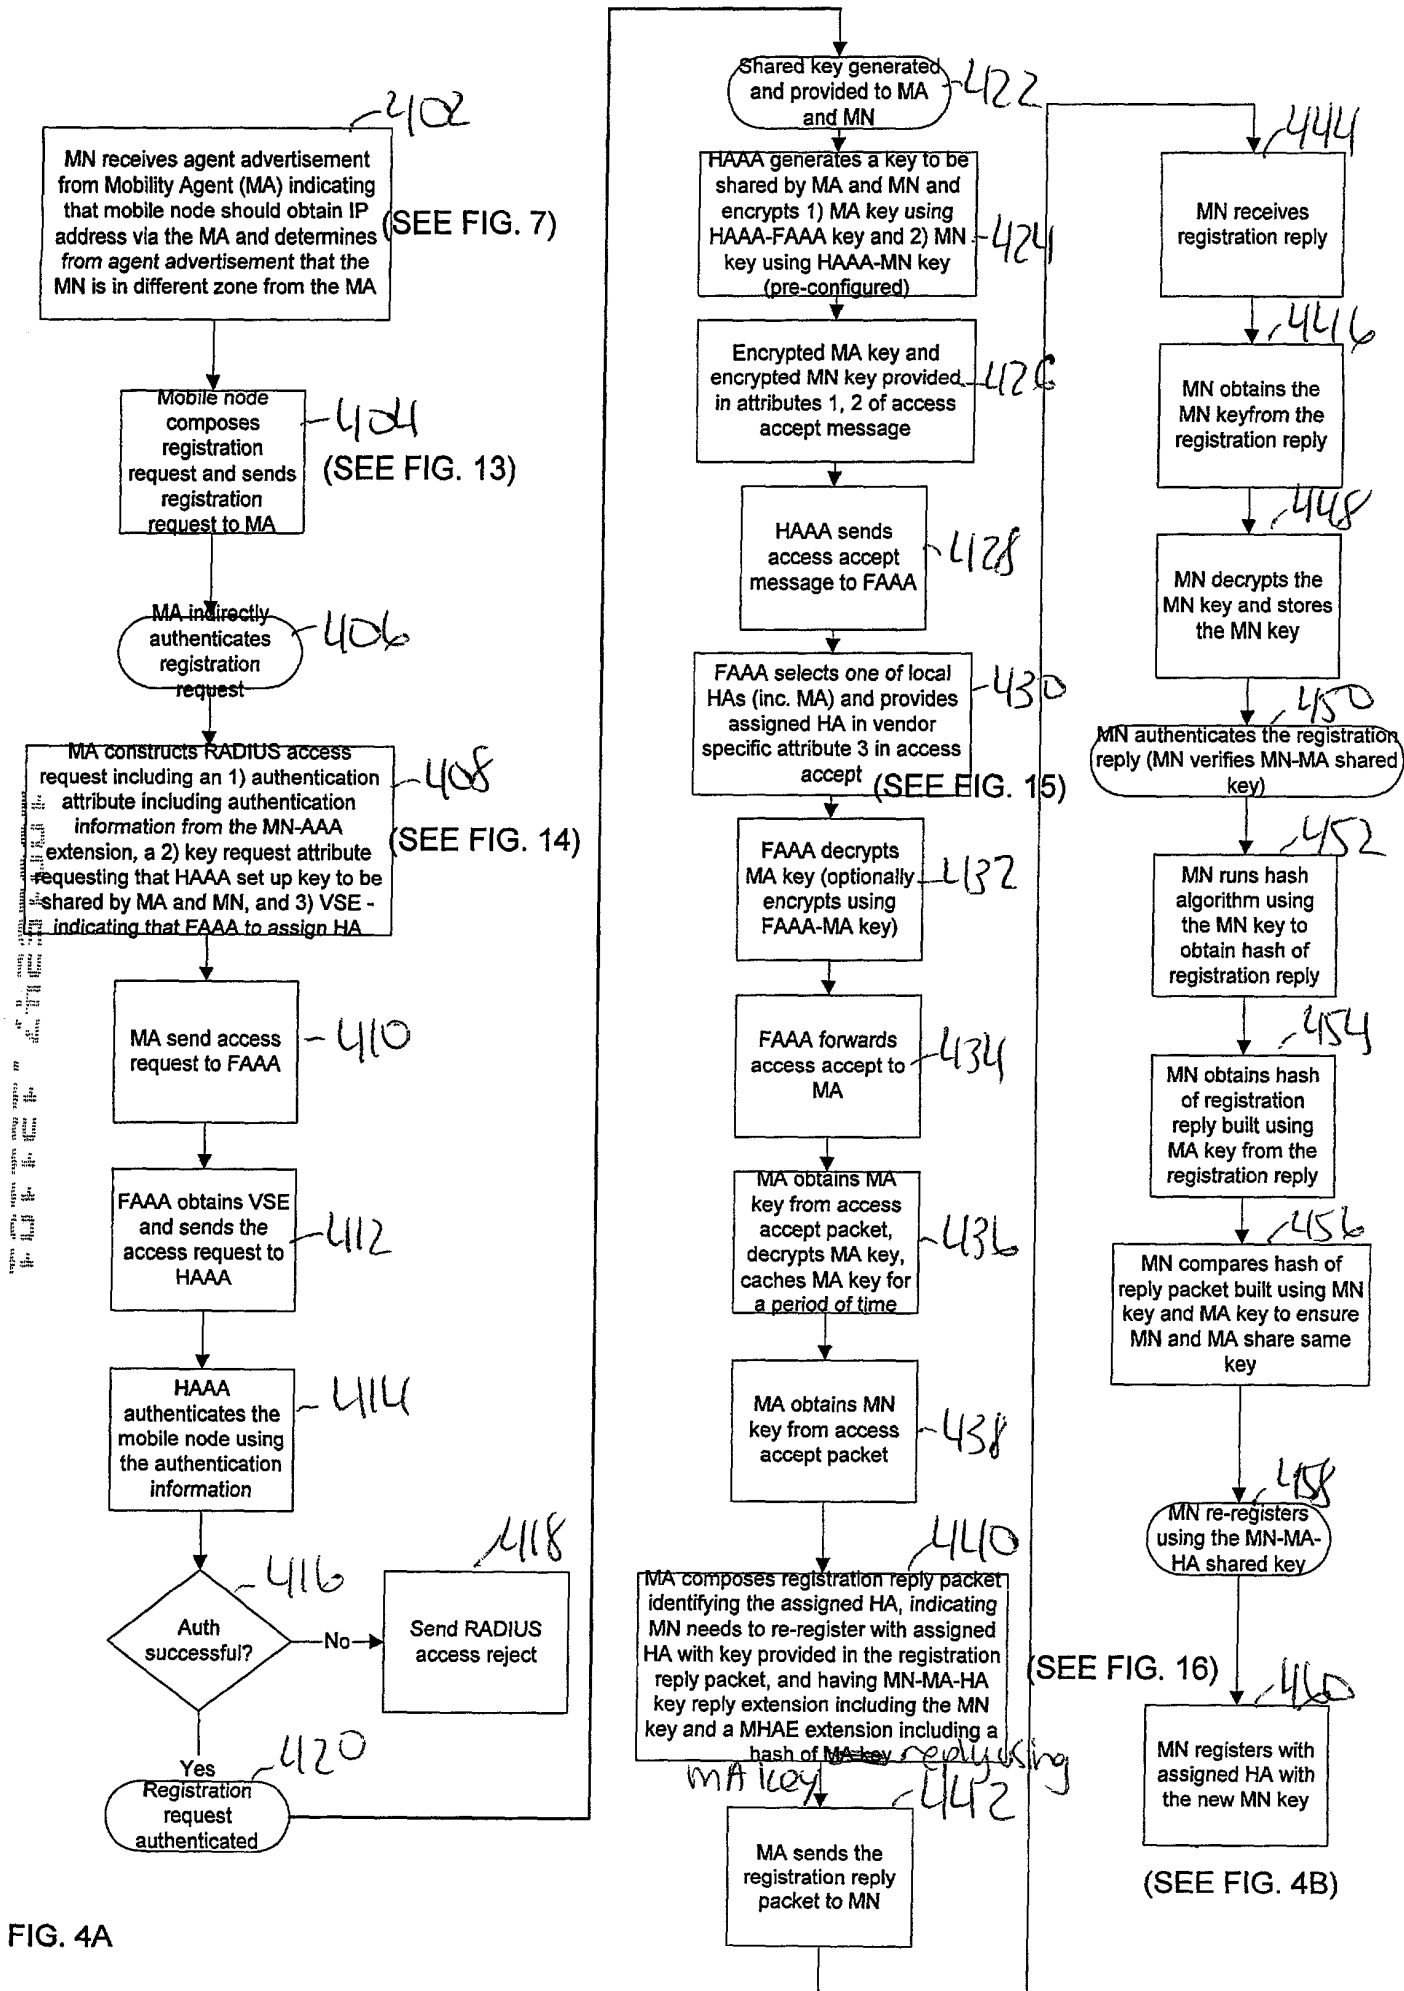 402
MN receives agent advertisement
from Mobility Agent (MA) indicating
that mobile node should obtain IP
address via the MA and determines
from agent advertisement that the
MN is in different zone from the MA
(SEE FIG. 7)
Mobile node
composes
registration
request and sends
registration
request to MA
404
(SEE FIG. 13)
MA indirectly
authenticates
registration
request
406
MA constructs RADIUS access
request including an 1) authentication
attribute including authentication
information from the MN-AAA
extension, a 2) key request attribute
requesting that HAAA set up key to be
shared by MA and MN, and 3) VSE -
indicating that FAAA to assign HA
408
(SEE FIG. 14)
MA send access
request to FAAA
410
FAAA obtains VSE
and sends the
access request to
HAAA
412
HAAA
authenticates the
mobile node using
the authentication
information
414
416
Auth
successful?
No
418
Send RADIUS
access reject
Yes
420
Registration
request
authenticated
FIG. 4A
Shared key generated
and provided to MA
and MN
422
HAAA generates a key to be
shared by MA and MN and
encrypts 1) MA key using
HAAA-FAAA key and 2) MN
key using HAAA-MN key
(pre-configured)
424
Encrypted MA key and
encrypted MN key provided
in attributes 1, 2 of access
accept message
426
HAAA sends
access accept
message to FAAA
428
FAAA selects one of local
HAs (inc. MA) and provides
assigned HA in vendor
specific attribute 3 in access
accept
430
(SEE FIG. 15)
FAAA decrypts
MA key (optionally
encrypts using
FAAA-MA key)
432
FAAA forwards
access accept to
MA
434
MA obtains MA
key from access
accept packet,
decrypts MA key,
caches MA key for
a period of time
436
MA obtains MN
key from access
accept packet
438
440
MA composes registration reply packet
identifying the assigned HA, indicating
MN needs to re-register with assigned
HA with key provided in the registration
reply packet, and having MN-MA-HA
key reply extension including the MN
key and a MHAE extension including a
hash of MA key reply using
MA key
(SEE FIG. 16)
442
MA sends the
registration reply
packet to MN
444
MN receives
registration reply
446
MN obtains the
MN keyfrom the
registration reply
448
MN decrypts the
MN key and stores
the MN key
450
MN authenticates the registration
reply (MN verifies MN-MA shared
key)
452
MN runs hash
algorithm using
the MN key to
obtain hash of
registration reply
454
MN obtains hash
of registration
reply built using
MA key from the
registration reply
456
MN compares hash of
reply packet built using MN
key and MA key to ensure
MN and MA share same
key
458
MN re-registers
using the MN-MA-
HA shared key
460
MN registers with
assigned HA with
the new MN key
(SEE FIG. 4B)